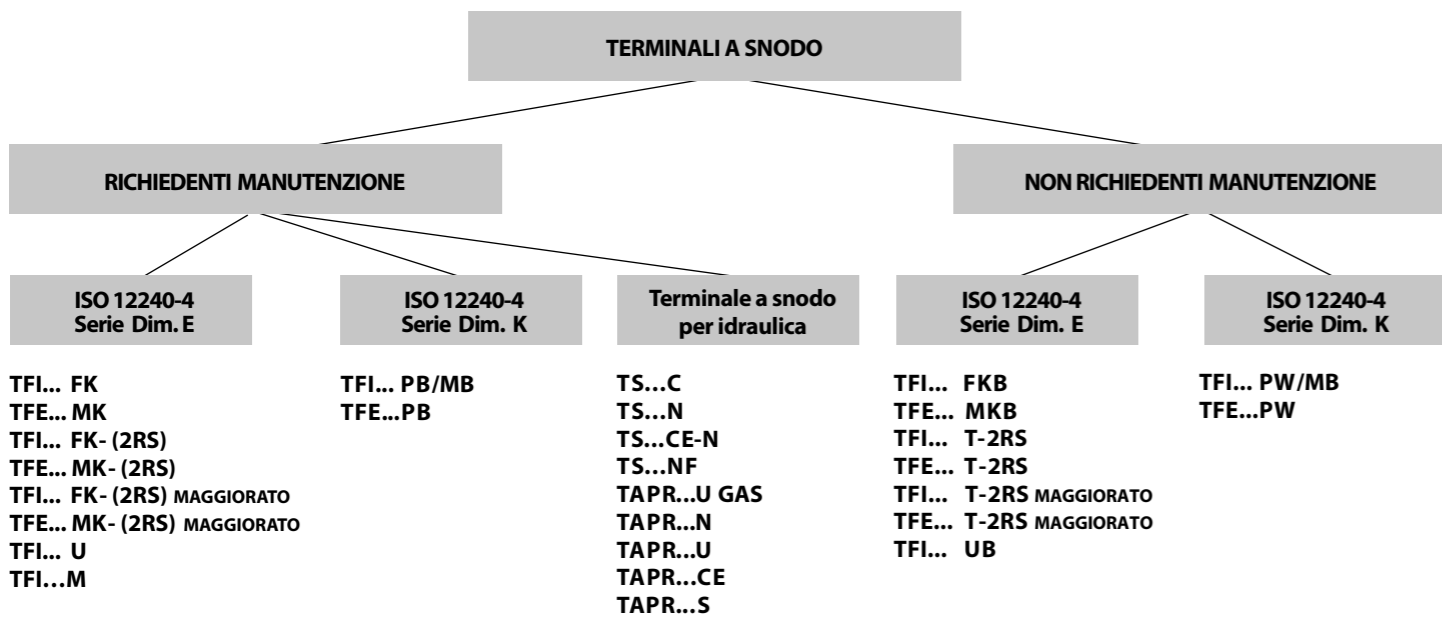 TERMINALI A SNODO
RICHIEDENTI MANUTENZIONE
NON RICHIEDENTI MANUTENZIONE
ISO 12240-4
Serie Dim. E
ISO 12240-4
Serie Dim. K
Terminale a snodo
per idraulica
ISO 12240-4
Serie Dim. E
ISO 12240-4
Serie Dim. K
TFI... FK
TFE... MK
TFI... FK- (2RS)
TFE... MK- (2RS)
TFI... FK- (2RS) MAGGIORATO
TFE... MK- (2RS) MAGGIORATO
TFI... U
TFI...M
TFI... PB/MB
TFE...PB
TS...C
TS...N
TS...CE-N
TS...NF
TAPR...U GAS
TAPR...N
TAPR...U
TAPR...CE
TAPR...S
TFI... FKB
TFE... MKB
TFI... T-2RS
TFE... T-2RS
TFI... T-2RS MAGGIORATO
TFE... T-2RS MAGGIORATO
TFI... UB
TFI... PW/MB
TFE...PW